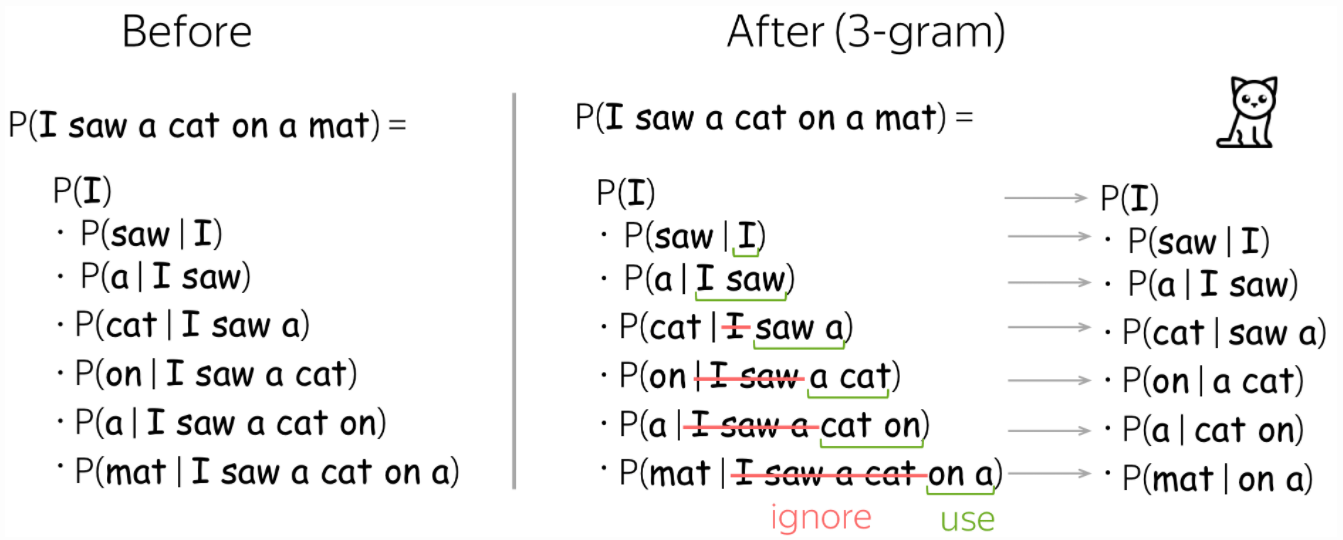 Before
P(I saw a cat on a mat) =
P(I)
· P(saw | I)
· P(a | I saw)
· P(cat | I saw a)
· P(on | I saw a cat)
· P(a | I saw a cat on)
· P(mat | I saw a cat on a)
After (3-gram)
P(I saw a cat on a mat) =
P(I)
· P(saw | I)
· P(a | I saw)
· P(cat | I saw a)
· P(on | I saw a cat)
· P(a | I saw a cat on)
· P(mat | I saw a cat on a)
ignore use
P(I)
· P(saw | I)
· P(a | I saw)
· P(cat | saw a)
· P(on | a cat)
· P(a | cat on)
· P(mat | on a)